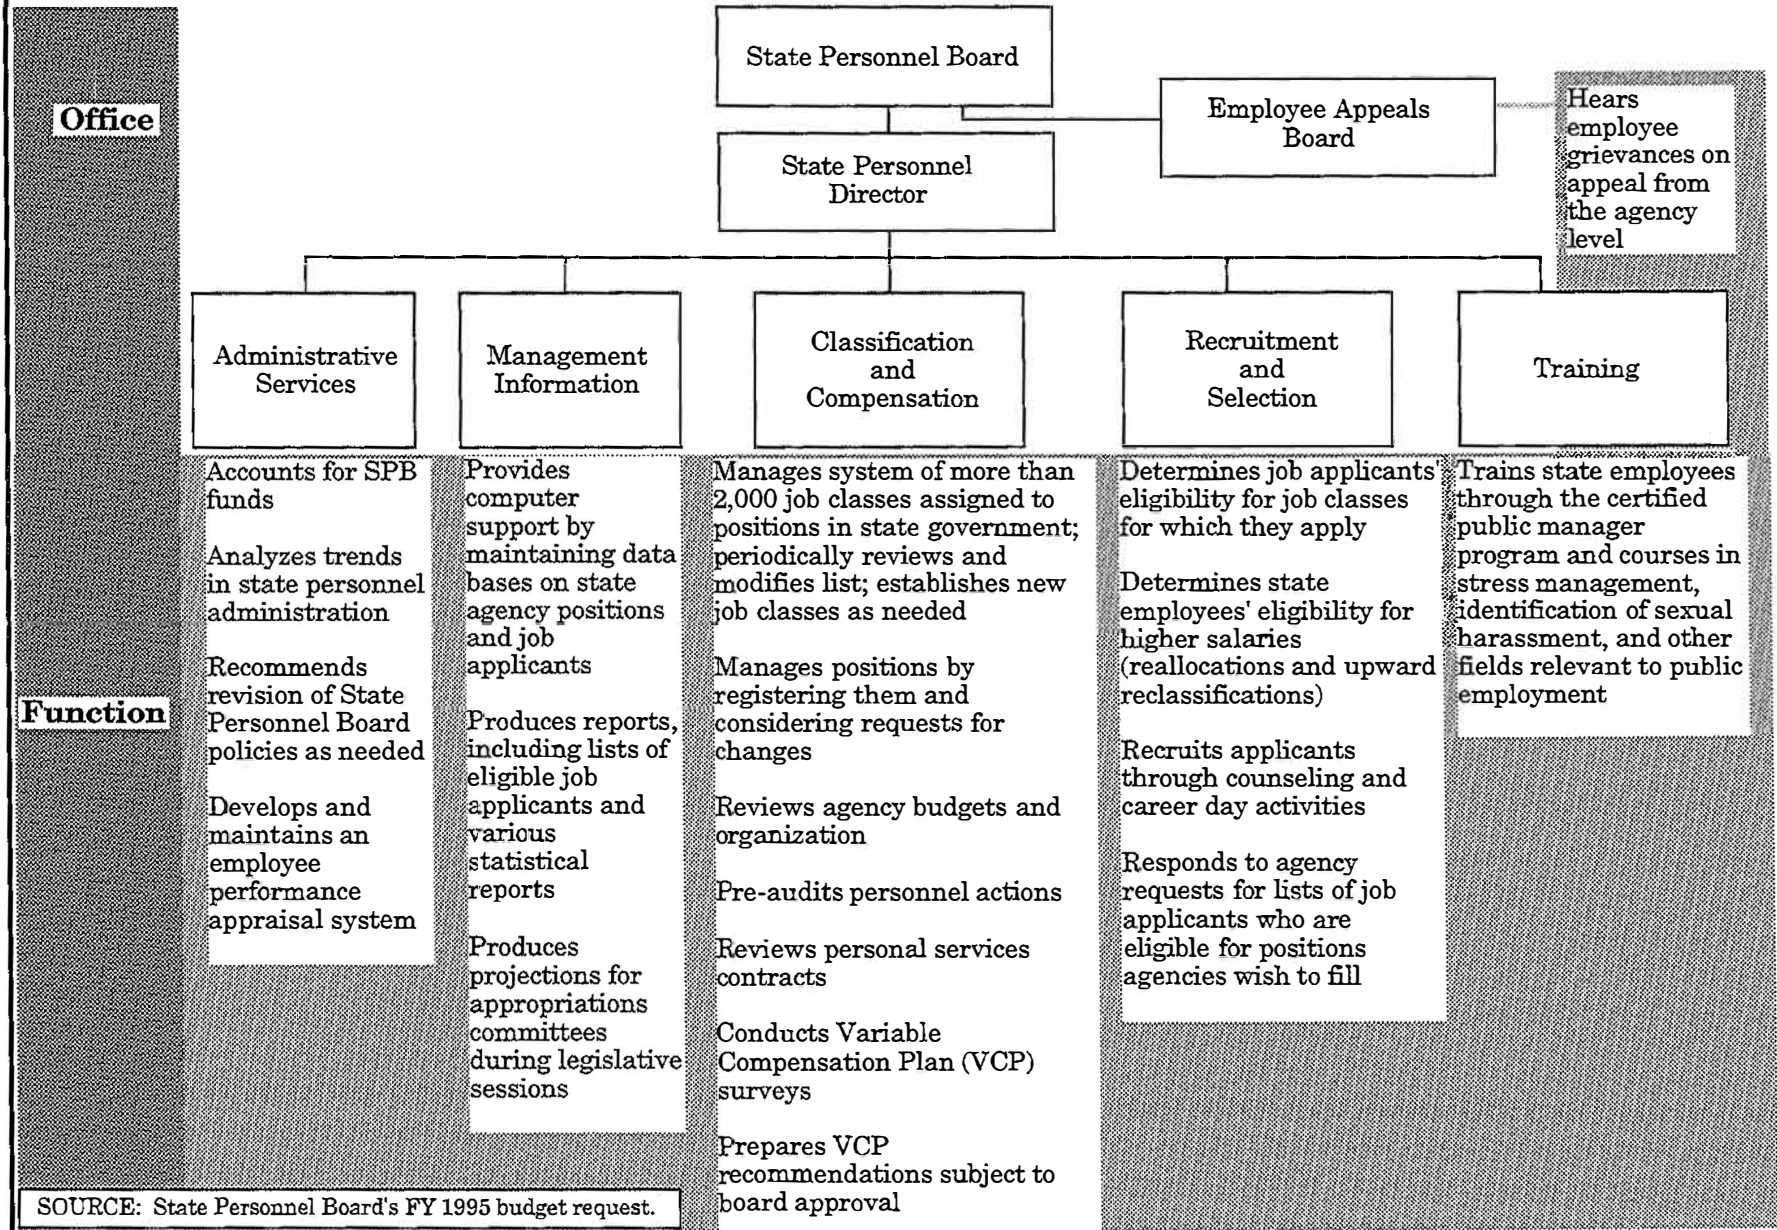 State Personnel Board
Office
Employee Appeals
Board
Hears
employee
grievances on
appeal from
the agency
level
State Personnel
Director
Administrative
Services
Management
Information
Classification
and
Compensation
Recruitment
and
Selection
Training
Function
Accounts for SPB
funds
Analyzes trends
in state personnel
administration
Recommends
revision of State
Personnel Board
policies as needed
Develops and
maintains an
employee
performance
appraisal system
Provides
computer
support by
maintaining data
bases on state
agency positions
and job
applicants
Produces reports,
including lists of
eligible job
applicants and
various
statistical
reports
Produces
projections for
appropriations
committees
during legislative
sessions
Manages system of more than
2,000 job classes assigned to
positions in state government;
periodically reviews and
modifies list; establishes new
job classes as needed
Manages positions by
registering them and
considering requests for
changes
Reviews agency budgets and
organization
Pre-audits personnel actions
Reviews personal services
contracts
Conducts Variable
Compensation Plan (VCP)
surveys
Prepares VCP
recommendations subject to
board approval
Determines job applicants'
eligibility for job classes
for which they apply
Determines state
employees' eligibility for
higher salaries
(reallocations and upward
reclassifications)
Recruits applicants
through counseling and
career day activities
Responds to agency
requests for lists of job
applicants who are
eligible for positions
agencies wish to fill
Trains state employees
through the certified
public manager
program and courses in
stress management,
identification of sexual
harassment, and other
fields relevant to public
employment
SOURCE: State Personnel Board's FY 1995 budget request.